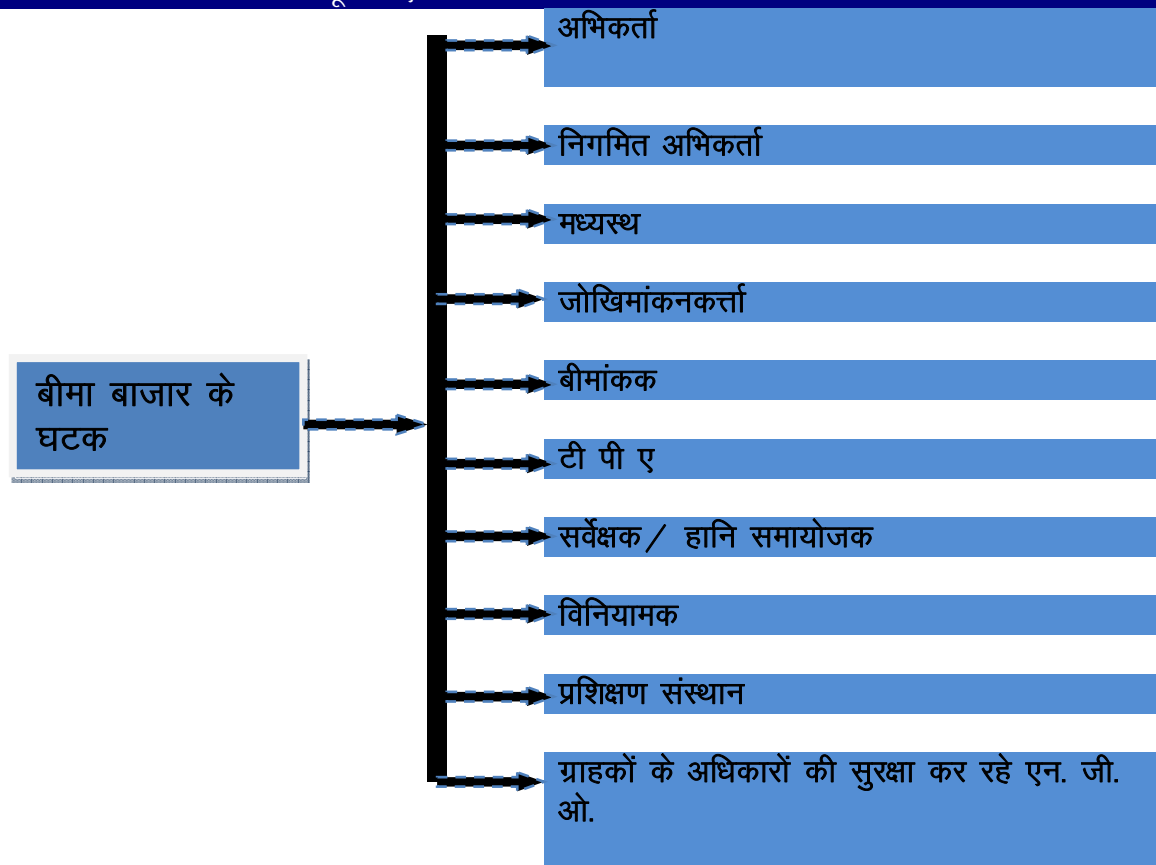 अभिकर्ता
निगमित अभिकर्ता
मध्यस्थ
जोखिमांकनकर्त्ता
बीमा बाजार के
घटक
बीमांकक
टी पी ए
सर्वेक्षक/ हानि समायोजक
विनियामक
प्रशिक्षण संस्थान
ग्राहकों के अधिकारों की सुरक्षा कर रहे एन. जी.
ओ.